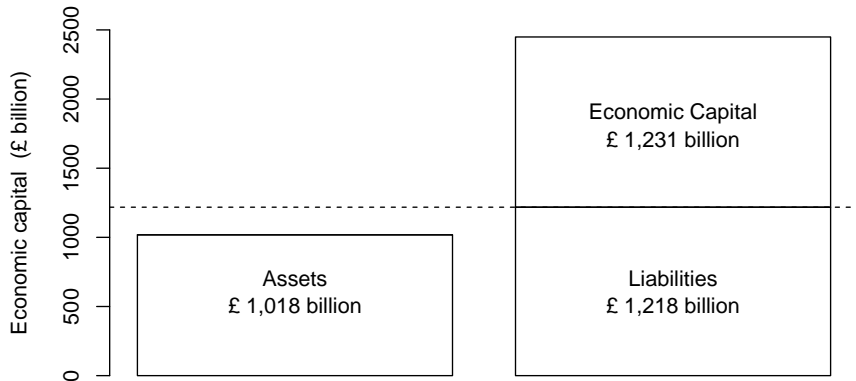 Economic capital (£ billion)
2500
2000
1500
1000
500
0
Economic Capital
£ 1,231 billion
Assets
£ 1,018 billion
Liabilities
£ 1,218 billion